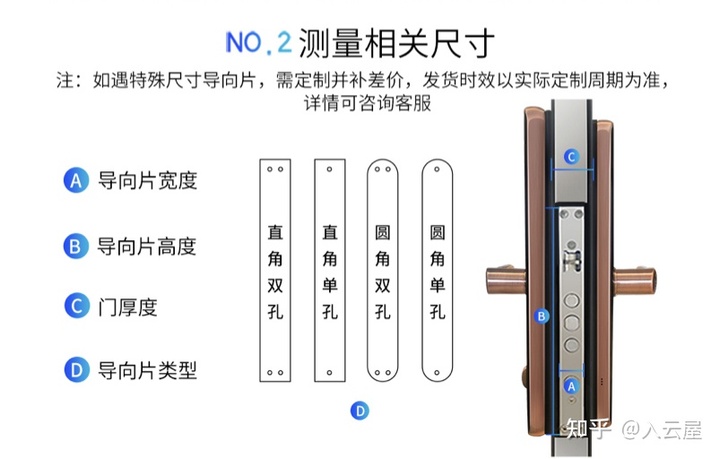 NO.2 测量相关尺寸
注：如遇特殊尺寸导向片，需定制并补差价，发货时效以实际定制周期为准，
详情可咨询客服
A 导向片宽度
B 导向片高度
C 门厚度
D 导向片类型
直角双孔
直角单孔
圆角双孔
圆角单孔
D
C
B
A
知乎 @入云屋